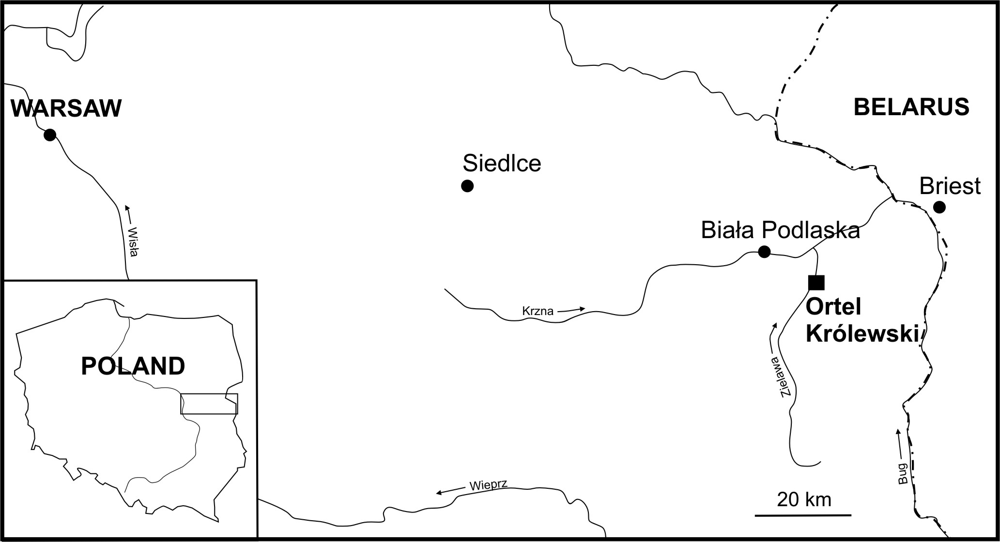 WARSAW
BELARUS
Siedlce
Briest
Biała Podlaska
Wisła
Krzna
Ortel
Królewski
POLAND
Zielawa
Bug
Wieprz
20 km